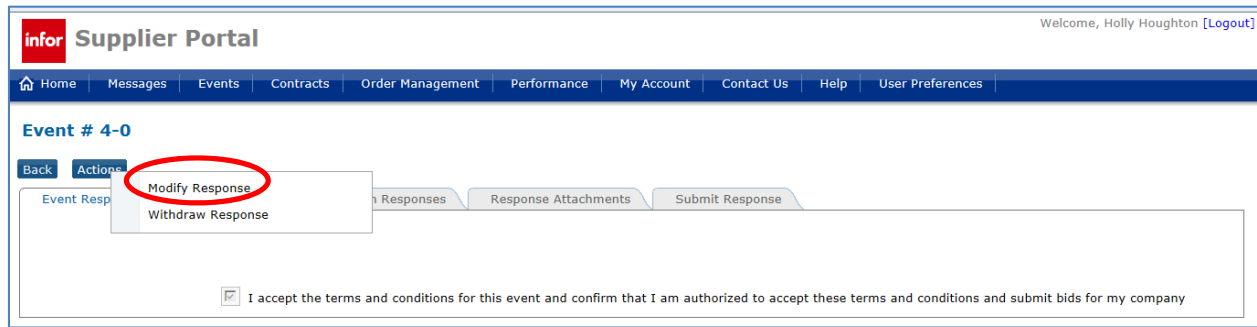 Welcome, Holly Houghton [Logout]
infor Supplier Portal
Home Messages Events Contracts Order Management Performance My Account Contact Us Help User Preferences
Event # 4-0
Back Actions
Modify Response
Event Resp Responses Response Attachments Submit Response
Withdraw Response
I accept the terms and conditions for this event and confirm that I am authorized to accept these terms and conditions and submit bids for my company